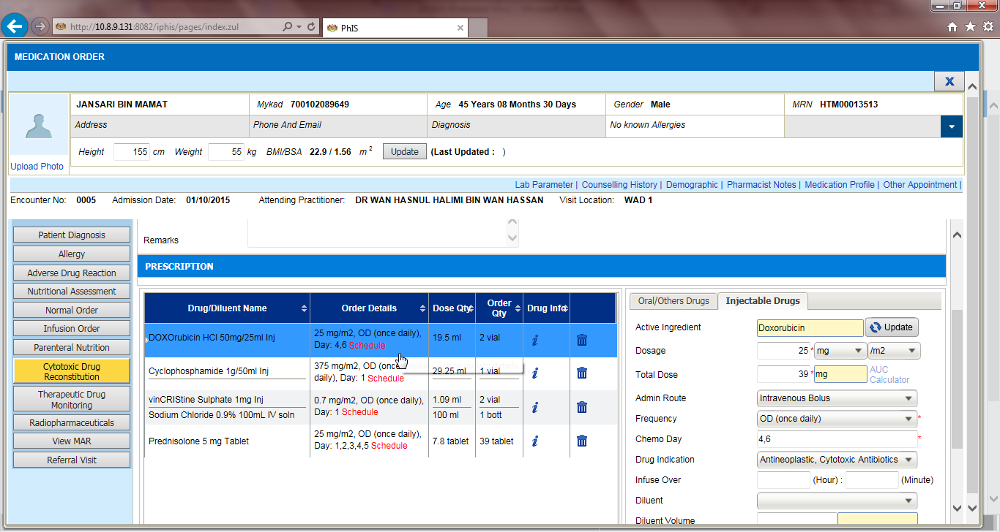 http://10.8.9.131:8082/iphis/pages/index.zul
PhIS
MEDICATION ORDER
X
JANSARI BIN MAMAT
Mykad 700102089649
Age 45 Years 08 Months 30 Days
Gender Male
MRN HTM00013513
Address
Phone And Email
Diagnosis
No known Allergies
Height 155 cm Weight 55 kg BMI/BSA 22.9 / 1.56 m 2 Update (Last Updated : )
Upload Photo
Lab Parameter | Counselling History | Demographic | Pharmacist Notes | Medication Profile | Other Appointment |
Encounter No: 0005 Admission Date: 01/10/2015 Attending Practitioner: DR WAN HASNUL HALIMI BIN WAN HASSAN Visit Location: WAD 1
Patient Diagnosis
Allergy
Adverse Drug Reaction
Nutritional Assessment
Normal Order
Infusion Order
Parenteral Nutrition
Cytotoxic Drug
Reconstitution
Therapeutic Drug
Monitoring
Radiopharmaceuticals
View MAR
Referral Visit
Remarks
PRESCRIPTION
Drug/Diluent Name
Order Details
Dose Qty
Order
Qty
Drug Info
DOXOrubicin HCl 50mg/25ml Inj
25 mg/m2, OD (once daily),
Day: 4,6 Schedule
19.5 ml
2 vial
Cyclophosphamide 1g/50ml Inj
375 mg/m2, OD (once
daily), Day: 1 Schedule
29.25 ml
1 vial
vinCRIStine Sulphate 1mg Inj
Sodium Chloride 0.9% 100mL IV soln
0.7 mg/m2, OD (once daily),
Day: 1 Schedule
1.09 ml
100 ml
2 vial
1 bott
Prednisolone 5 mg Tablet
25 mg/m2, OD (once daily),
Day: 1,2,3,4,5 Schedule
7.8 tablet
39 tablet
Oral/Others Drugs
Injectable Drugs
Active Ingredient Doxorubicin Update
Dosage 25 * mg /m2
Total Dose 39 * mg AUC
Calculator
Admin Route Intravenous Bolus
Frequency OD (once daily) *
Chemo Day 4,6 *
Drug Indication Antineoplastic, Cytotoxic Antibiotics
Infuse Over (Hour) : (Minute)
Diluent
Diluent Volume